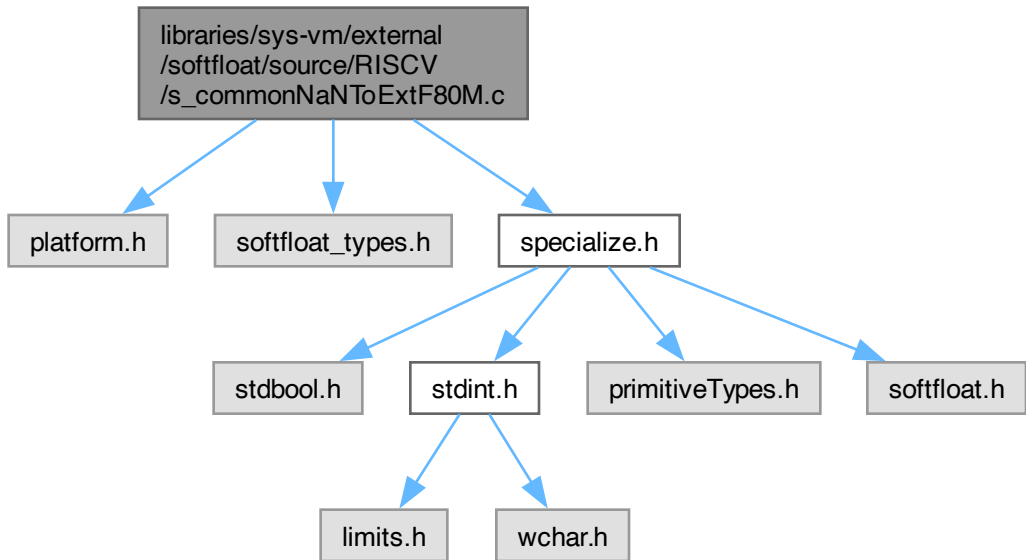 libraries/sys-vm/external
/softfloat/source/RISCV
/s_commonNaNToExtF80M.c
platform.h
softfloat_types.h
specialize.h
stdbool.h
stdint.h
primitiveTypes.h
softfloat.h
limits.h
wchar.h